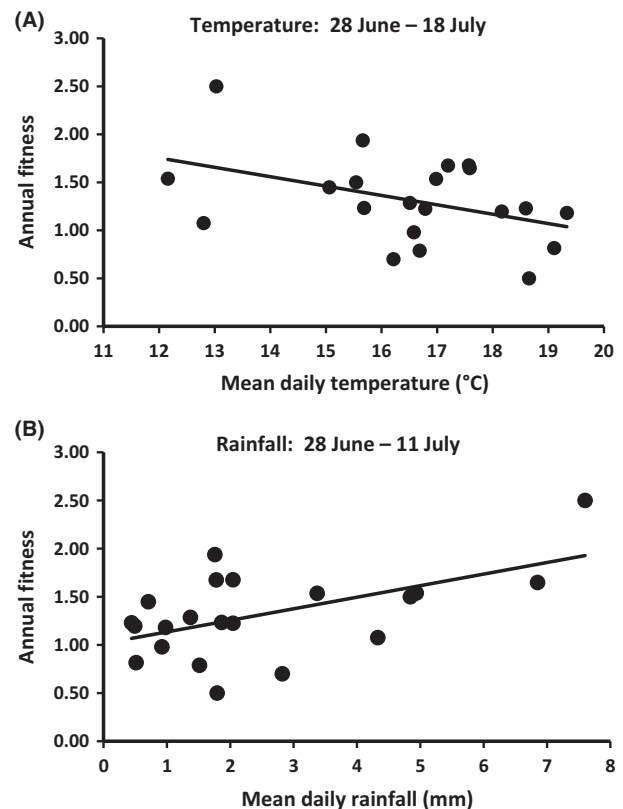 (A)
Temperature: 28 June – 18 July
3.00
2.50
2.00
1.50
1.00
0.50
0.00
Annual fitness
11 12 13 14 15 16 17 18 19 20
Mean daily temperature (°C)
(B)
Rainfall: 28 June – 11 July
3.00
2.50
2.00
1.50
1.00
0.50
0.00
Annual fitness
0 1 2 3 4 5 6 7 8
Mean daily rainfall (mm)